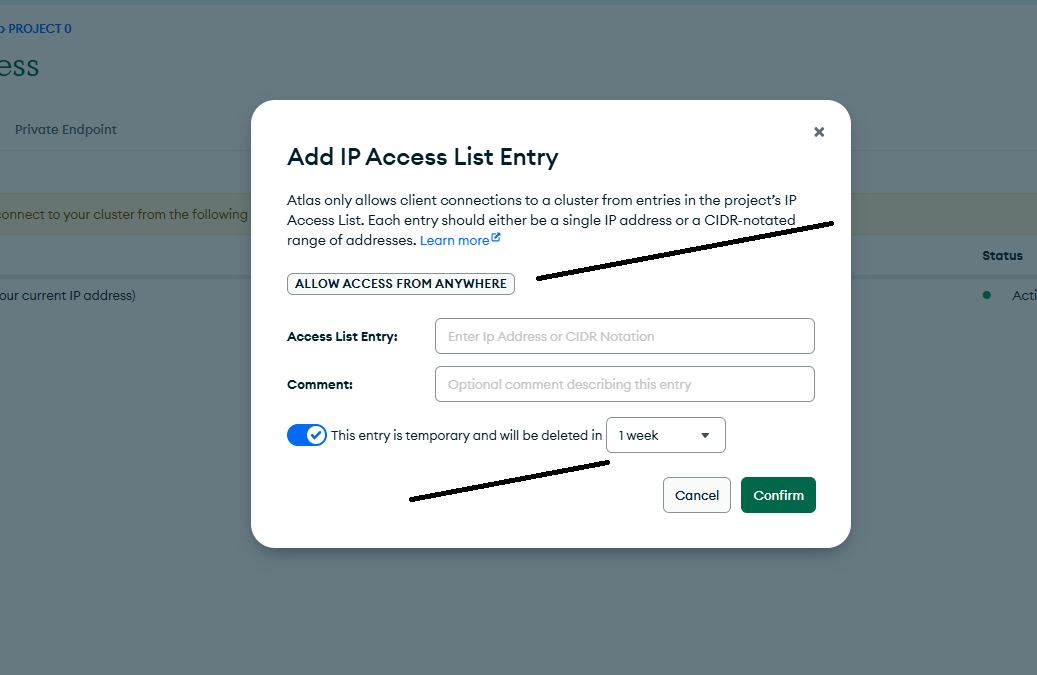 › PROJECT 0
ess
Private Endpoint
Add IP Access List Entry
Atlas only allows client connections to a cluster from entries in the project's IP
Access List. Each entry should either be a single IP address or a CIDR-notated
range of addresses. Learn more
onnect to your cluster from the following
Status
ALLOW ACCESS FROM ANYWHERE
our current IP address)
Acti
Access List Entry:
Enter Ip Address or CIDR Notation
Comment:
Optional comment describing this entry
This entry is temporary and will be deleted in 1 week
Cancel
Confirm